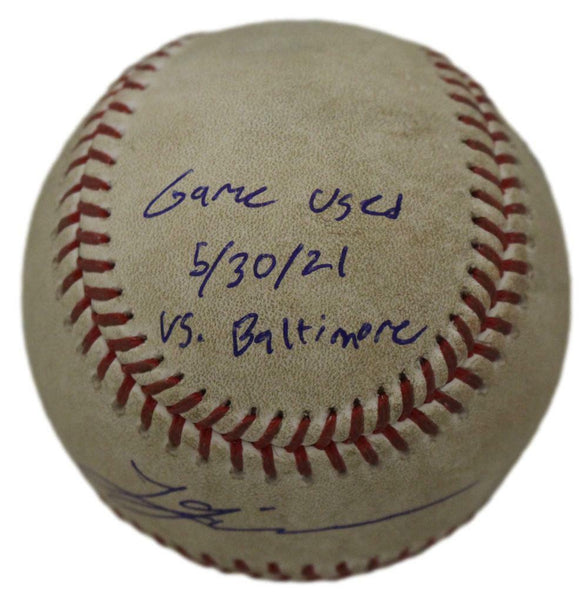 Game Used
5/30/21
vs. Baltimore